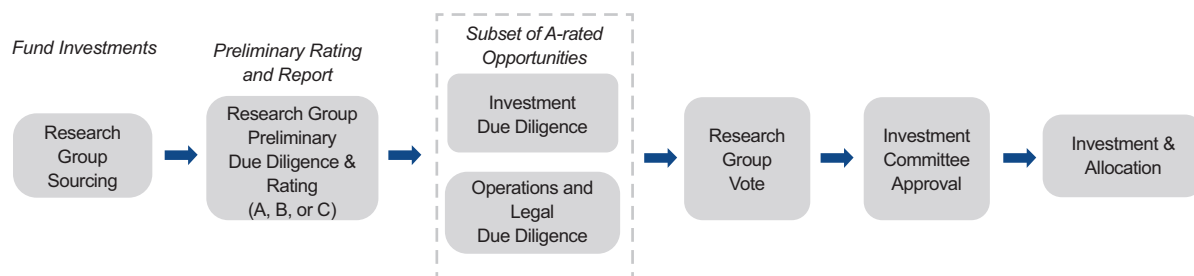 Fund Investments
Research
Group
Sourcing
Preliminary Rating
and Report
Research Group
Preliminary
Due Diligence &
Rating
(A, B, or C)
Subset of A-rated
Opportunities
Investment
Due Diligence
Operations and
Legal
Due Diligence
Research
Group
Vote
Investment
Committee
Approval
Investment &
Allocation